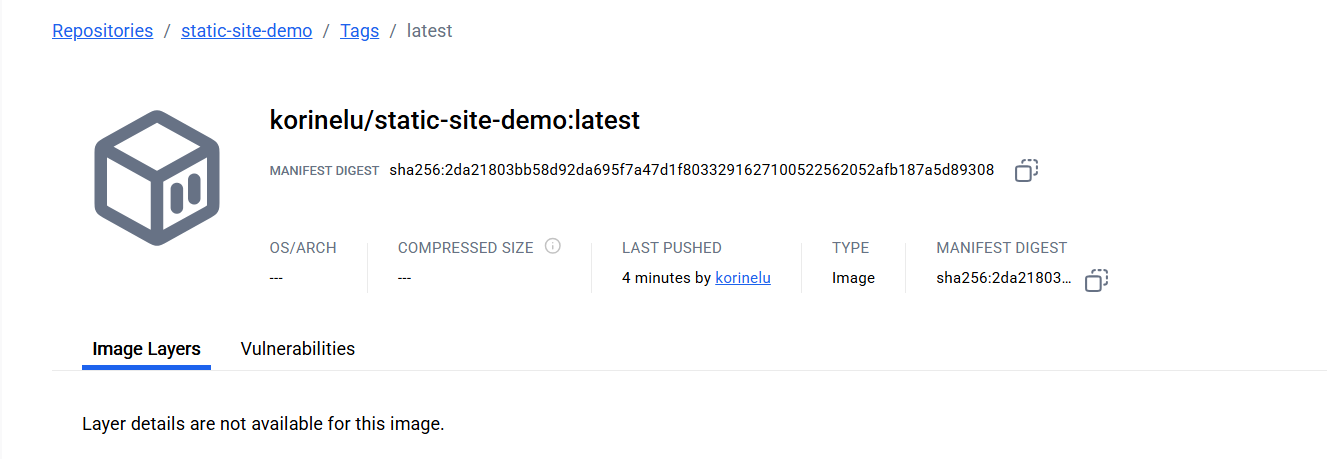 Repositories / static-site-demo / Tags / latest
korinelu/static-site-demo:latest
MANIFEST DIGEST sha256:2da21803bb58d92da695f7a47d1f8033291627100522562052afb187a5d89308
OS/ARCH COMPRESSED SIZE LAST PUSHED TYPE MANIFEST DIGEST
--- --- 4 minutes by korinelu Image sha256:2da21803...
Image Layers Vulnerabilities
Layer details are not available for this image.